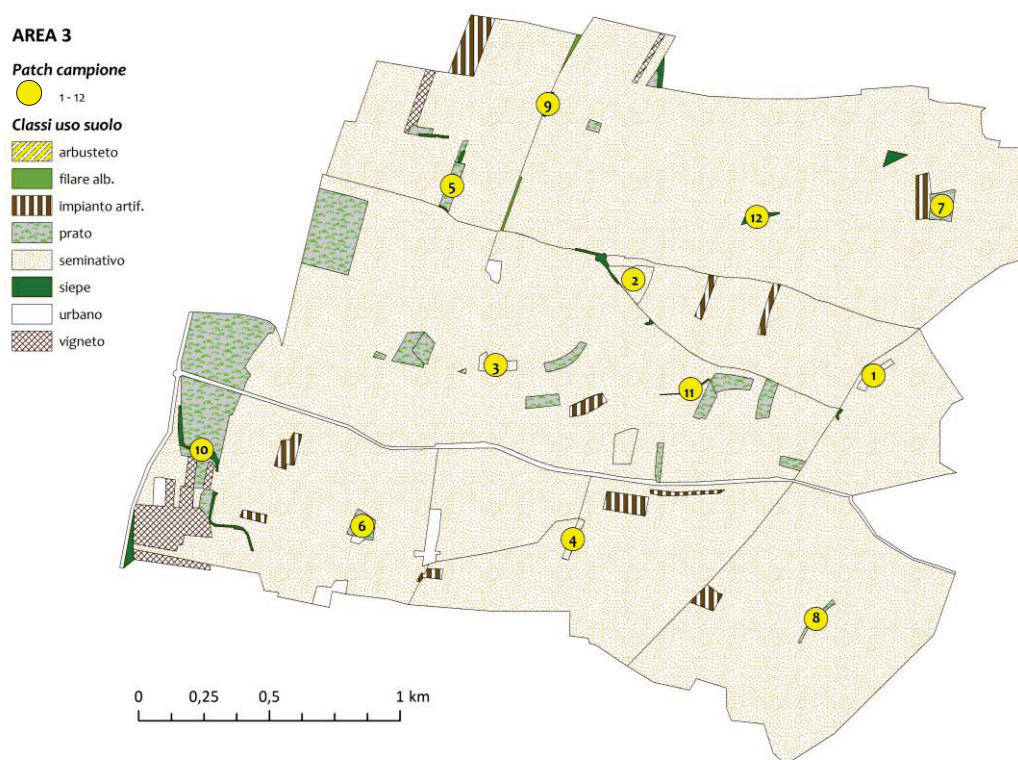 AREA 3
Patch campione
1 - 12
Classi uso suolo
arbusteto
filare alb.
impianto artif.
prato
seminativo
siepe
urbano
vigneto
9
5
7
12
2
3
1
11
10
6
4
8
0 0,25 0,5 1 km